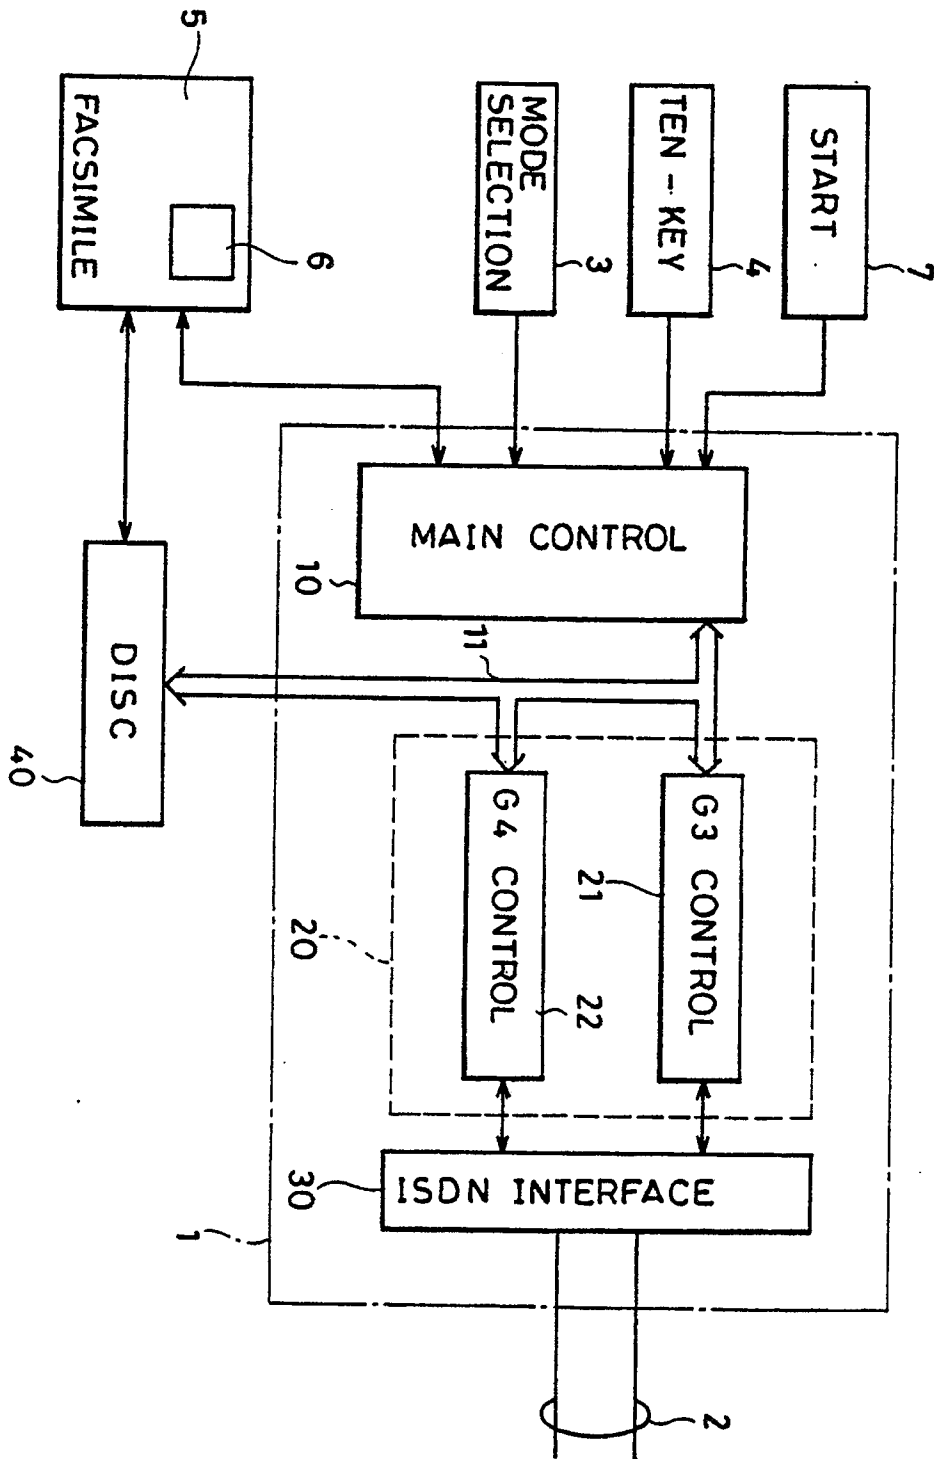 5
FACSIMILE
6
MODE
SELECTION
3
TEN-KEY
4
START
7
MAIN CONTROL
10
11
DISC
40
G3 CONTROL
21
G4 CONTROL
22
20
ISDN INTERFACE
30
1
2